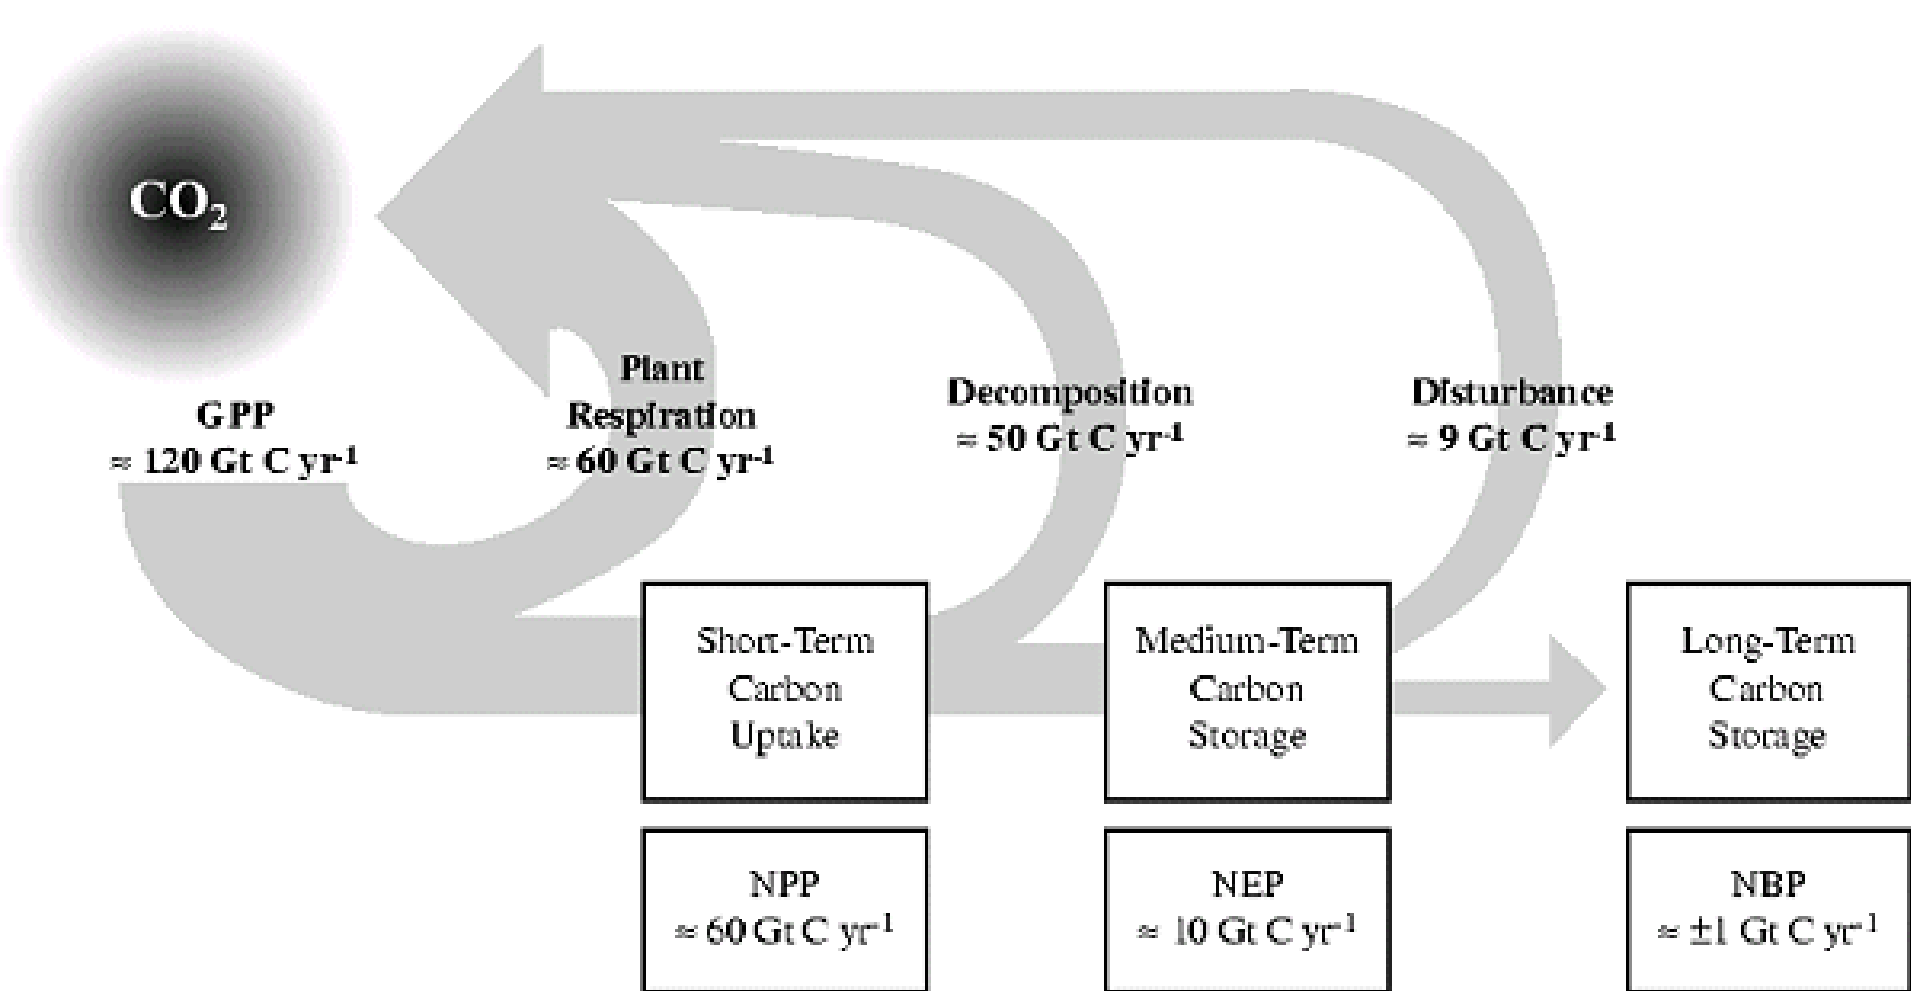 CO₂
GPP
≈ 120 Gt C yr⁻¹
Plant
Respiration
≈ 60 Gt C yr⁻¹
Decomposition
≈ 50 Gt C yr⁻¹
Disturbance
≈ 9 Gt C yr⁻¹
Short-Term
Carbon
Uptake
Medium-Term
Carbon
Storage
Long-Term
Carbon
Storage
NPP
≈ 60 Gt C yr⁻¹
NEP
≈ 10 Gt C yr⁻¹
NBP
≈ ±1 Gt C yr⁻¹